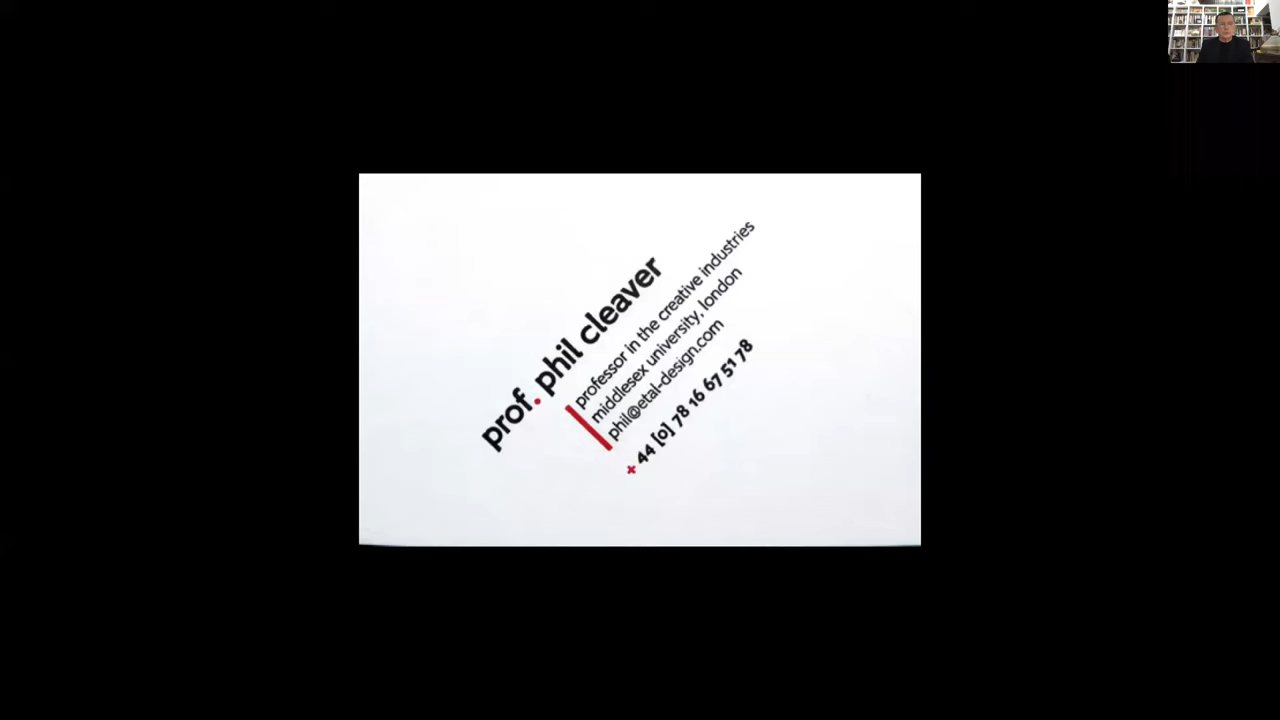 prof. phil cleaver
professor in the creative industries
middlesex university, london
phil@etal-design.com
+ 44 [0] 78 16 67 51 78